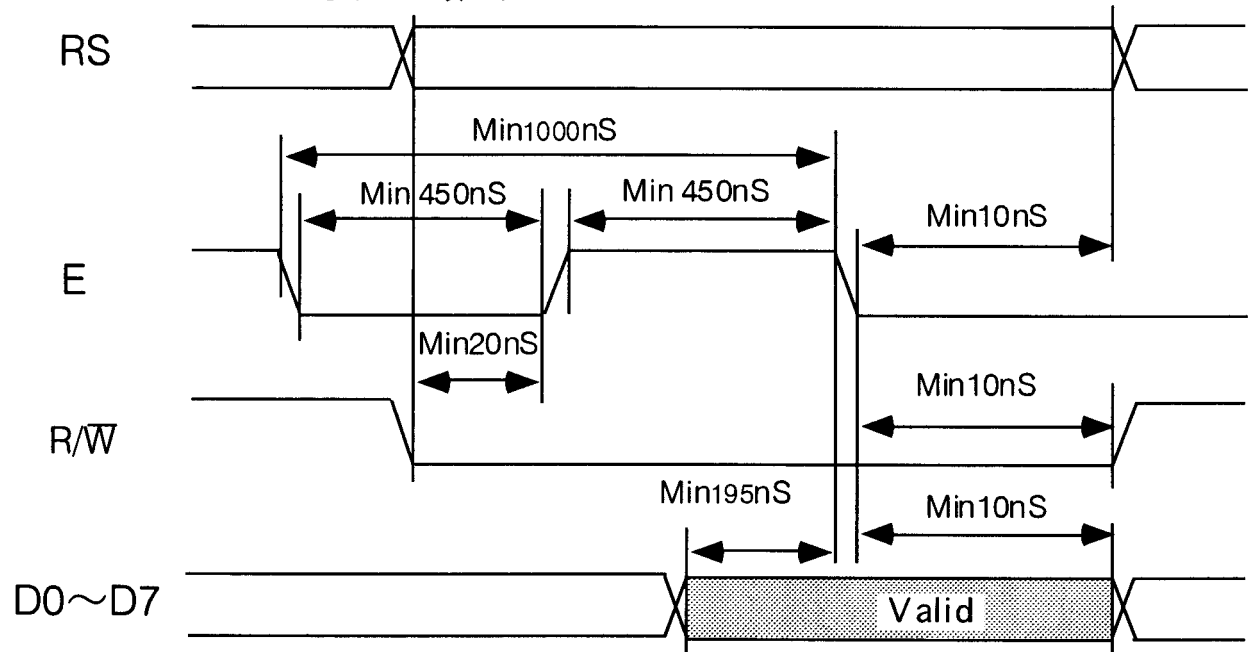 RS
Min1000nS
Min 450nS
Min 450nS
Min10nS
E
Min20nS
Min10nS
R/W̅
Min195nS
Min10nS
D0～D7
Valid